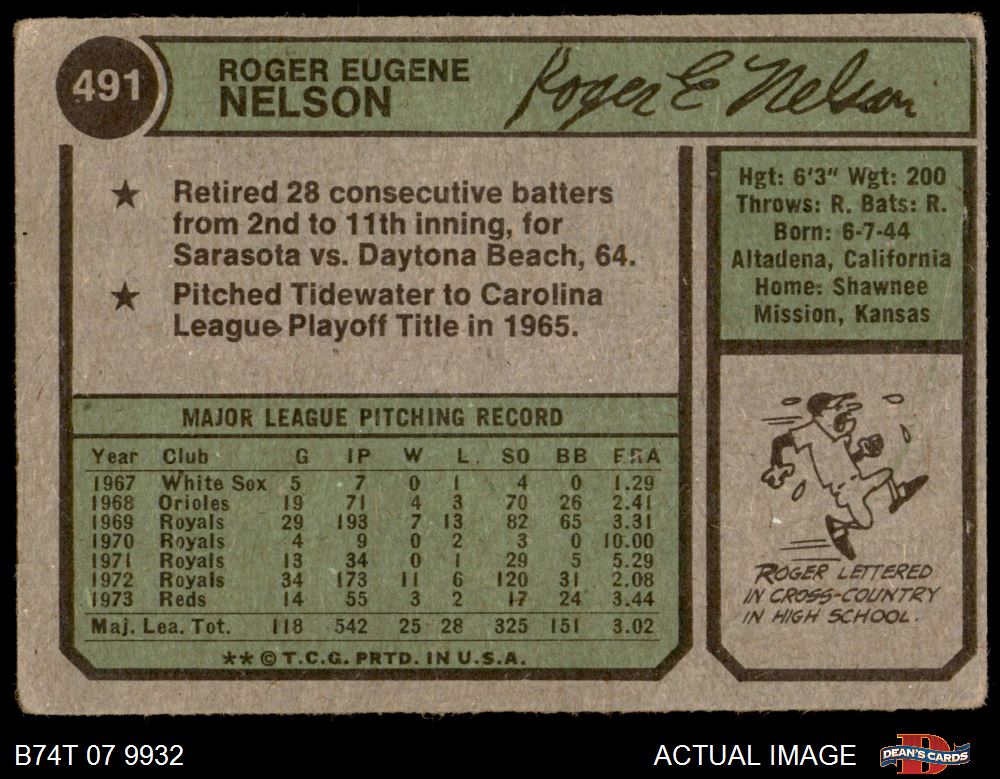 491
ROGER EUGENE
NELSON
Roger E Nelson
★ Retired 28 consecutive batters
from 2nd to 11th inning, for
Sarasota vs. Daytona Beach, 64.
★ Pitched Tidewater to Carolina
League Playoff Title in 1965.
Hgt: 6'3" Wgt: 200
Throws: R. Bats: R.
Born: 6-7-44
Altadena, California
Home: Shawnee
Mission, Kansas
MAJOR LEAGUE PITCHING RECORD
Year Club G IP W L SO BB ERA
1967 White Sox 5 7 0 1 4 0 1.29
1968 Orioles 19 71 4 3 70 26 2.41
1969 Royals 29 193 7 13 82 65 3.31
1970 Royals 4 9 0 2 3 0 10.00
1971 Royals 13 34 0 1 29 5 5.29
1972 Royals 34 173 11 6 120 31 2.08
1973 Reds 14 55 3 2 17 24 3.44
Maj. Lea. Tot. 118 542 25 28 325 151 3.02
** © T.C.G. PRTD. IN U.S.A.
ROGER LETTERED
IN CROSS-COUNTRY
IN HIGH SCHOOL.
B74T 07 9932
ACTUAL IMAGE
DEAN'S CARDS